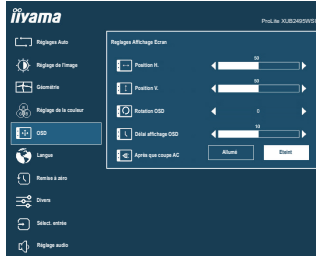 iiyama
ProLite XUB2495WSU
Réglages Auto
Réglage de l'image
Géométrie
Réglage de la couleur
OSD
Langue
Remise à zéro
Divers
Sélect. entrée
Réglage audio
Reglages Affichage Ecran
Position H.
50
Position V.
50
Rotation OSD
0
Délai affichage OSD
10
Après que coupe AC
Allumé
Eteint